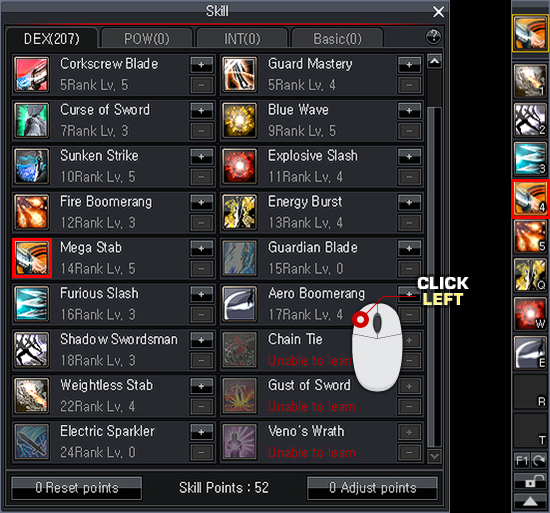 Skill
DEX(207)
POW(0)
INT(0)
Basic(0)
Corkscrew Blade
5Rank Lv. 5
Guard Mastery
5Rank Lv. 4
Curse of Sword
7Rank Lv. 3
Blue Wave
9Rank Lv. 5
Sunken Strike
10Rank Lv. 5
Explosive Slash
11Rank Lv. 4
Fire Boomerang
12Rank Lv. 3
Energy Burst
13Rank Lv. 4
Mega Stab
14Rank Lv. 5
Guardian Blade
15Rank Lv. 0
Furious Slash
16Rank Lv. 3
Aero Boomerang
17Rank Lv. 4
Shadow Swordsman
18Rank Lv. 3
Chain Tie
Unable to learn
Weightless Stab
22Rank Lv. 4
Gust of Sword
Unable to learn
Electric Sparkler
24Rank Lv. 0
Veno's Wrath
Unable to learn
0 Reset points
Skill Points : 52
0 Adjust points
CLICK
LEFT
1
2
3
4
5
Q
W
E
R
T
F1